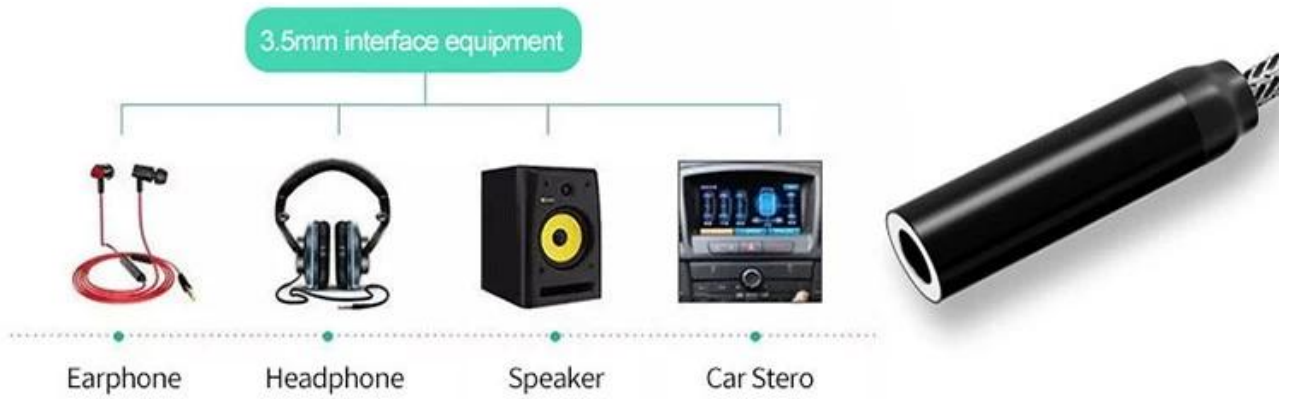 3.5mm interface equipment
Earphone
Headphone
Speaker
Car Stero